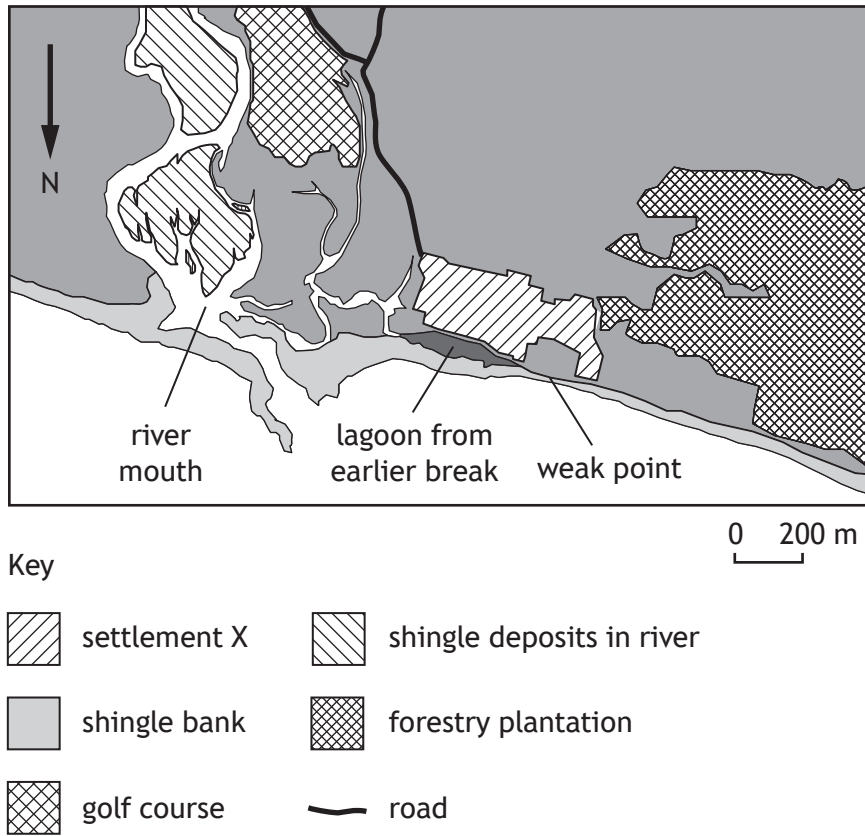 N
river
mouth
lagoon from
earlier break
weak point
0 200 m
Key
settlement X
shingle deposits in river
shingle bank
forestry plantation
golf course
road